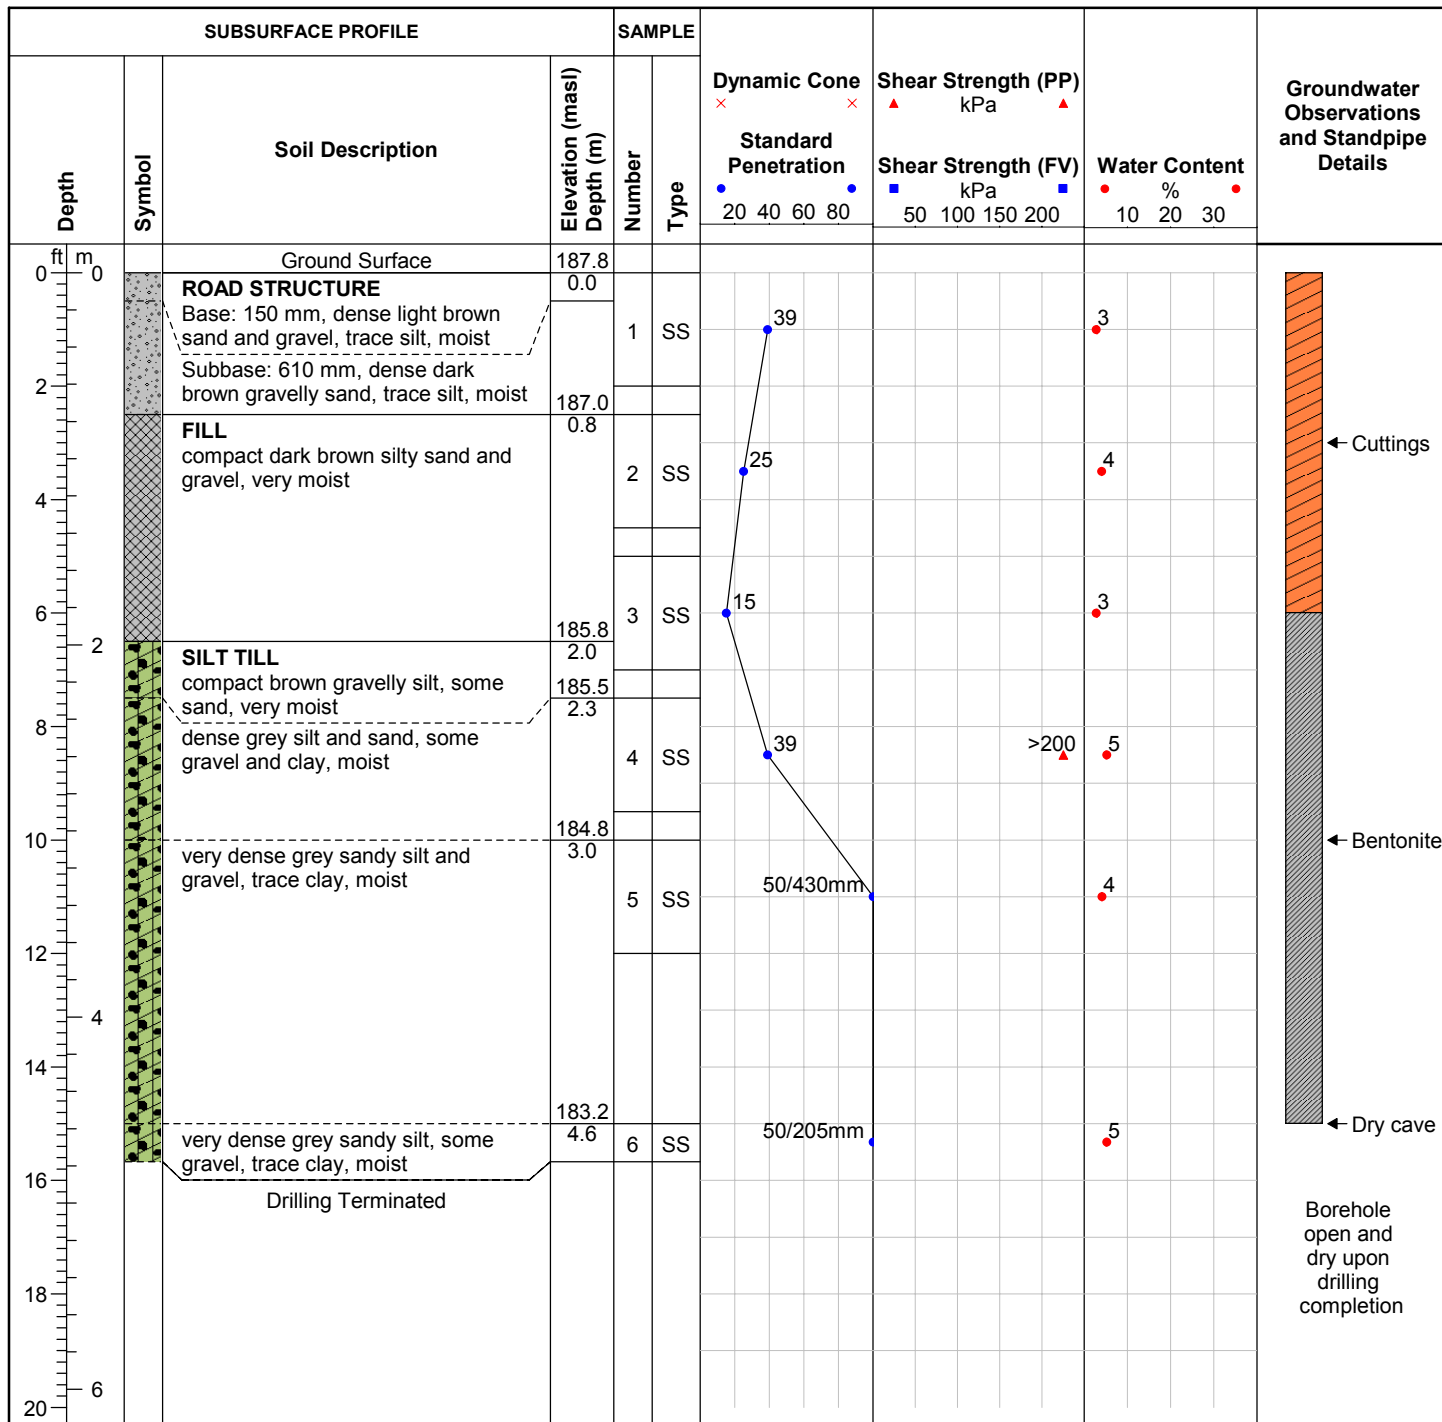 SUBSURFACE PROFILE
SAMPLE
Depth
Symbol
Soil Description
Elevation (masl)
Depth (m)
Number
Type
Dynamic Cone
Standard
Penetration
20 40 60 80
Shear Strength (PP)
kPa
Shear Strength (FV)
kPa
50 100 150 200
Water Content
%
10 20 30
Groundwater
Observations
and Standpipe
Details
ft m
Ground Surface
187.8
0 0
0.0
ROAD STRUCTURE
Base: 150 mm, dense light brown
sand and gravel, trace silt, moist
1 SS
39
3
Subbase: 610 mm, dense dark
brown gravelly sand, trace silt, moist
2
187.0
0.8
FILL
compact dark brown silty sand and
gravel, very moist
2 SS
25
4
Cuttings
4
6
3 SS
15
3
185.8
2
2.0
SILT TILL
compact brown gravelly silt, some
sand, very moist
185.5
2.3
8
dense grey silt and sand, some
gravel and clay, moist
4 SS
39
>200
5
184.8
10
3.0
very dense grey sandy silt and
gravel, trace clay, moist
Bentonite
5 SS
50/430mm
4
12
4
14
183.2
4.6
very dense grey sandy silt, some
gravel, trace clay, moist
6 SS
50/205mm
5
Dry cave
16
Drilling Terminated
Borehole
open and
dry upon
drilling
completion
18
6
20